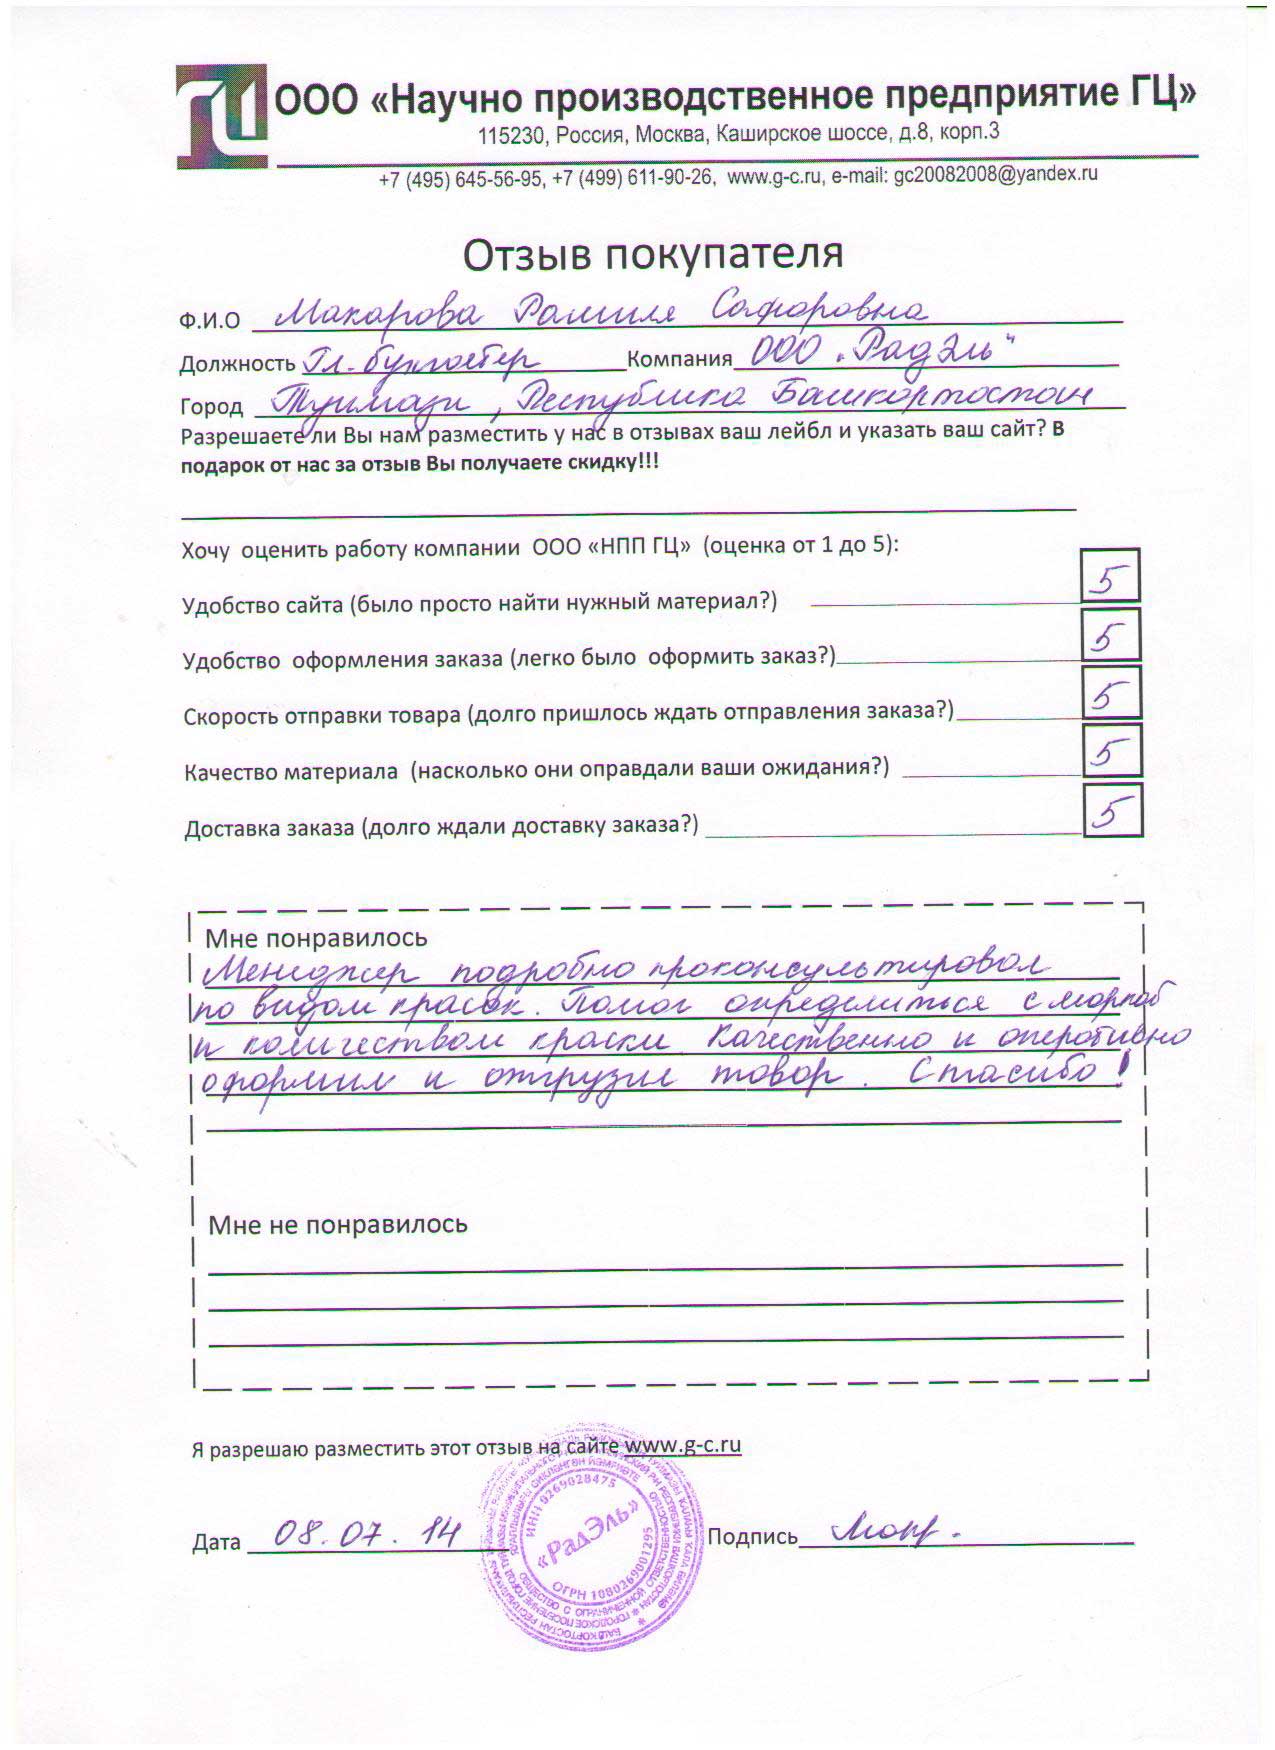 ГЦ
ООО «Научно производственное предприятие ГЦ»
115230, Россия, Москва, Каширское шоссе, д.8, корп.3
+7 (495) 645-56-95, +7 (499) 611-90-26, www.g-c.ru, e-mail: gc20082008@yandex.ru
Отзыв покупателя
Ф.И.О Макарова Рамиля Сафаровна
Должность Гл. бухгалтер Компания ООО "РадЭль"
Город Туймазы, Республика Башкортостан
Разрешаете ли Вы нам разместить у нас в отзывах ваш лейбл и указать ваш сайт? В
подарок от нас за отзыв Вы получаете скидку!!!
Хочу оценить работу компании ООО «НПП ГЦ» (оценка от 1 до 5):
Удобство сайта (было просто найти нужный материал?) 5
Удобство оформления заказа (легко было оформить заказ?) 5
Скорость отправки товара (долго пришлось ждать отправления заказа?) 5
Качество материала (насколько они оправдали ваши ожидания?) 5
Доставка заказа (долго ждали доставку заказа?) 5
Мне понравилось
Менеджер подробно проконсультировал
по видам красок. Помог определиться с маркой
и количеством краски. Качественно и оперативно
оформил и отгрузил товар. Спасибо!
Мне не понравилось
Я разрешаю разместить этот отзыв на сайте www.g-c.ru
ИНН 0269028475
«РадЭль»
ОГРН 1080269001295
ОБЩЕСТВО С ОГРАНИЧЕННОЙ ОТВЕТСТВЕННОСТЬЮ
Дата 08.07.14 Подпись